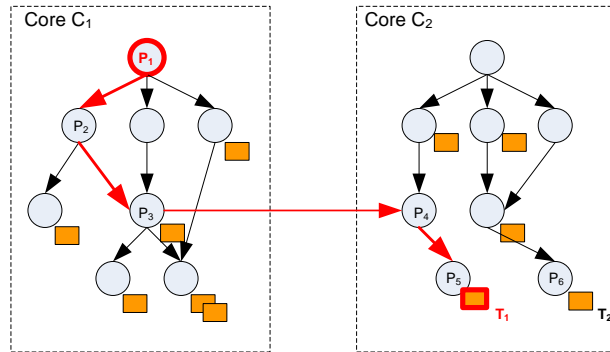 Core C₁
Core C₂
P₁
P₂
P₃
P₄
P₅
P₆
T₁
T₂